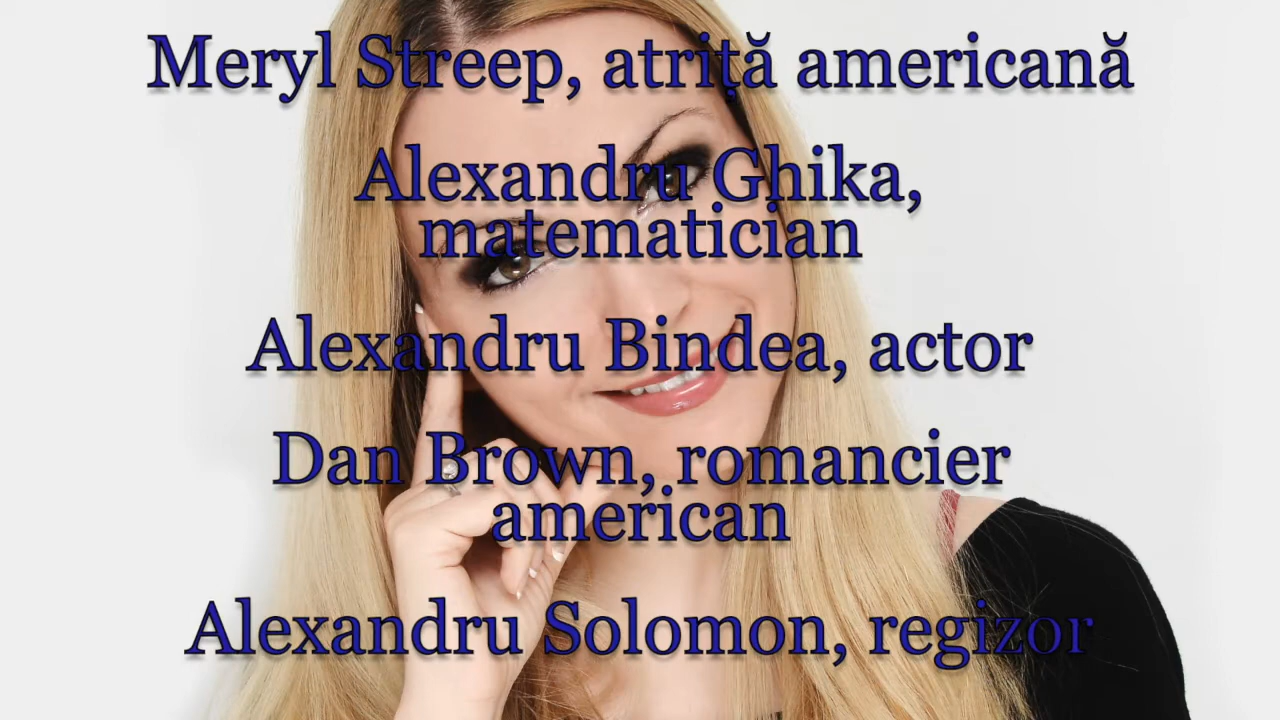 Meryl Streep, atriță americană
Alexandru Ghika,
matematician
Alexandru Bindea, actor
Dan Brown, romancier
american
Alexandru Solomon, regizor